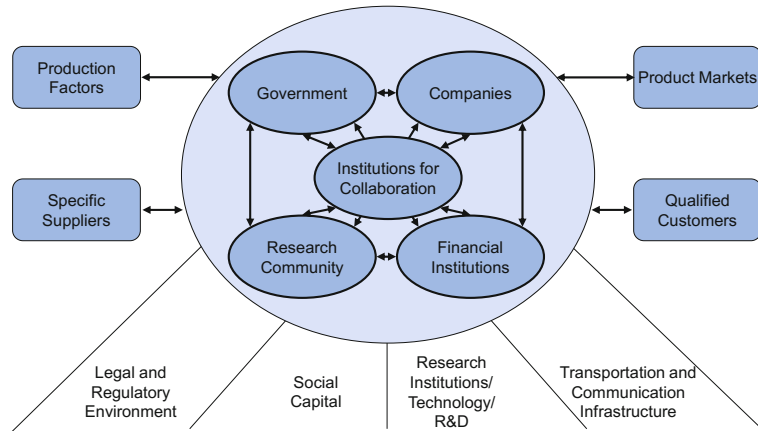 Production
Factors
Government
Companies
Product Markets
Institutions for
Collaboration
Specific
Suppliers
Qualified
Customers
Research
Community
Financial
Institutions
Legal and
Regulatory
Environment
Social
Capital
Research
Institutions/
Technology/
R&D
Transportation and
Communication
Infrastructure